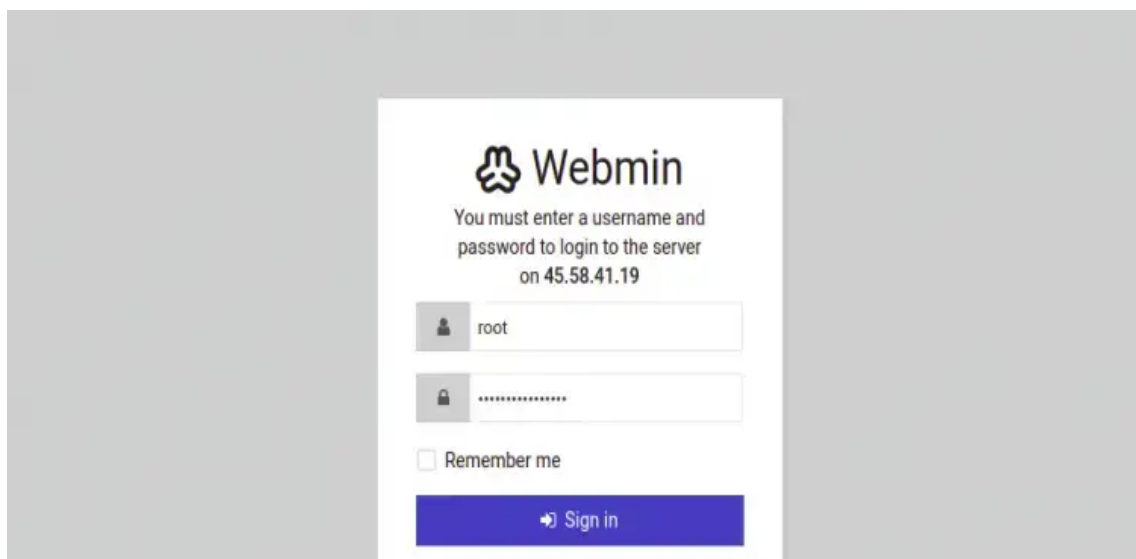 Webmin
You must enter a username and
password to login to the server
on 45.58.41.19
root
••••••••••••••••
Remember me
Sign in